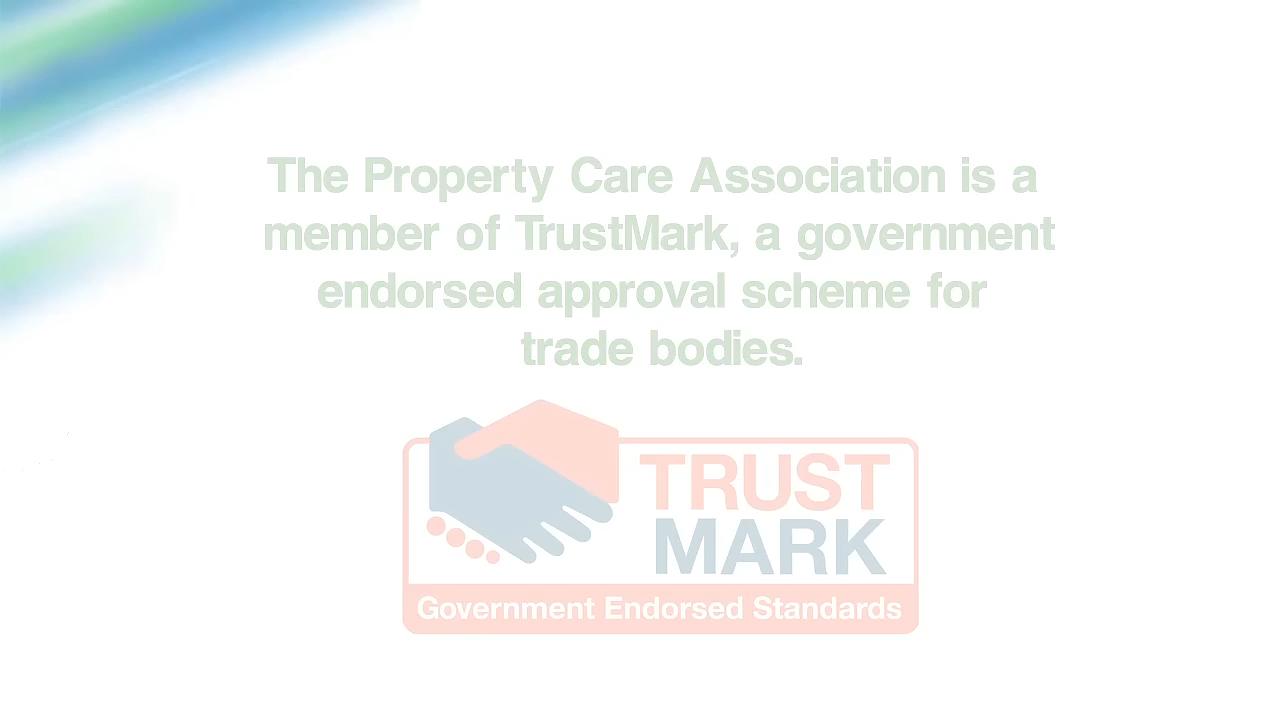 The Property Care Association is a
member of TrustMark, a government
endorsed approval scheme for
trade bodies.
TRUST
MARK
Government Endorsed Standards